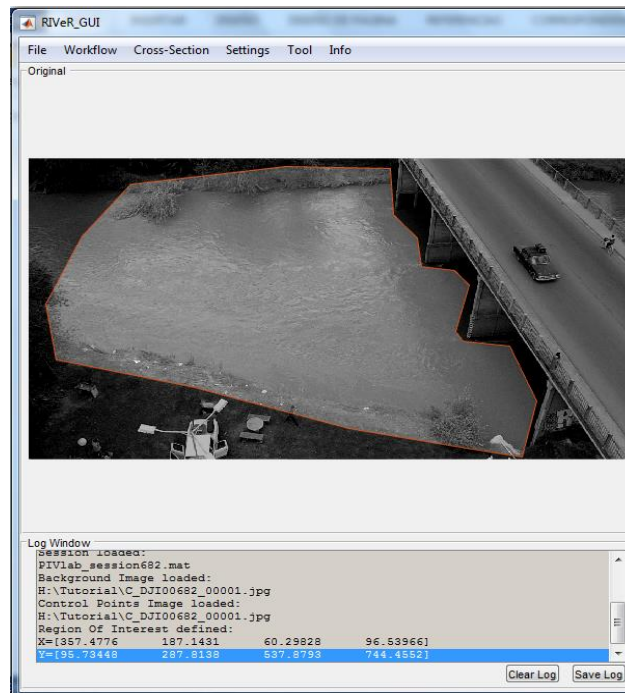 RIVeR_GUI
File Workflow Cross-Section Settings Tool Info
Original
Log Window
Session loaded:
PIVlab_session682.mat
Background Image loaded:
H:\Tutorial\C_DJI00682_00001.jpg
Control Points Image loaded:
H:\Tutorial\C_DJI00682_00001.jpg
Region Of Interest defined:
X=[357.4776 187.1431 60.29828 96.53966]
Y=[95.73448 287.8138 537.8793 744.4552]
Clear Log Save Log